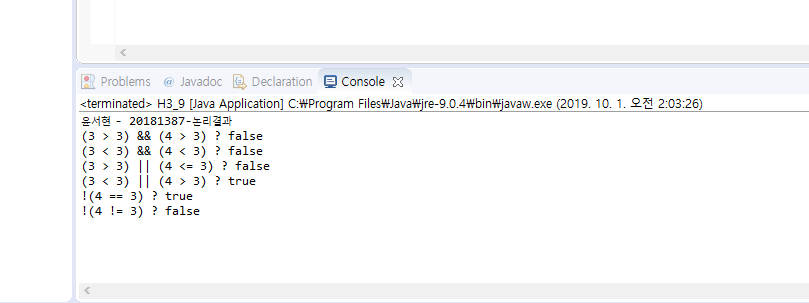 Problems @ Javadoc Declaration Console
<terminated> H3_9 [Java Application] C:₩Program Files₩Java₩jre-9.0.4₩bin₩javaw.exe (2019. 10. 1. 오전 2:03:26)
윤서현 - 20181387-논리결과
(3 > 3) && (4 > 3) ? false
(3 < 3) && (4 < 3) ? false
(3 > 3) || (4 <= 3) ? false
(3 < 3) || (4 > 3) ? true
!(4 == 3) ? true
!(4 != 3) ? false